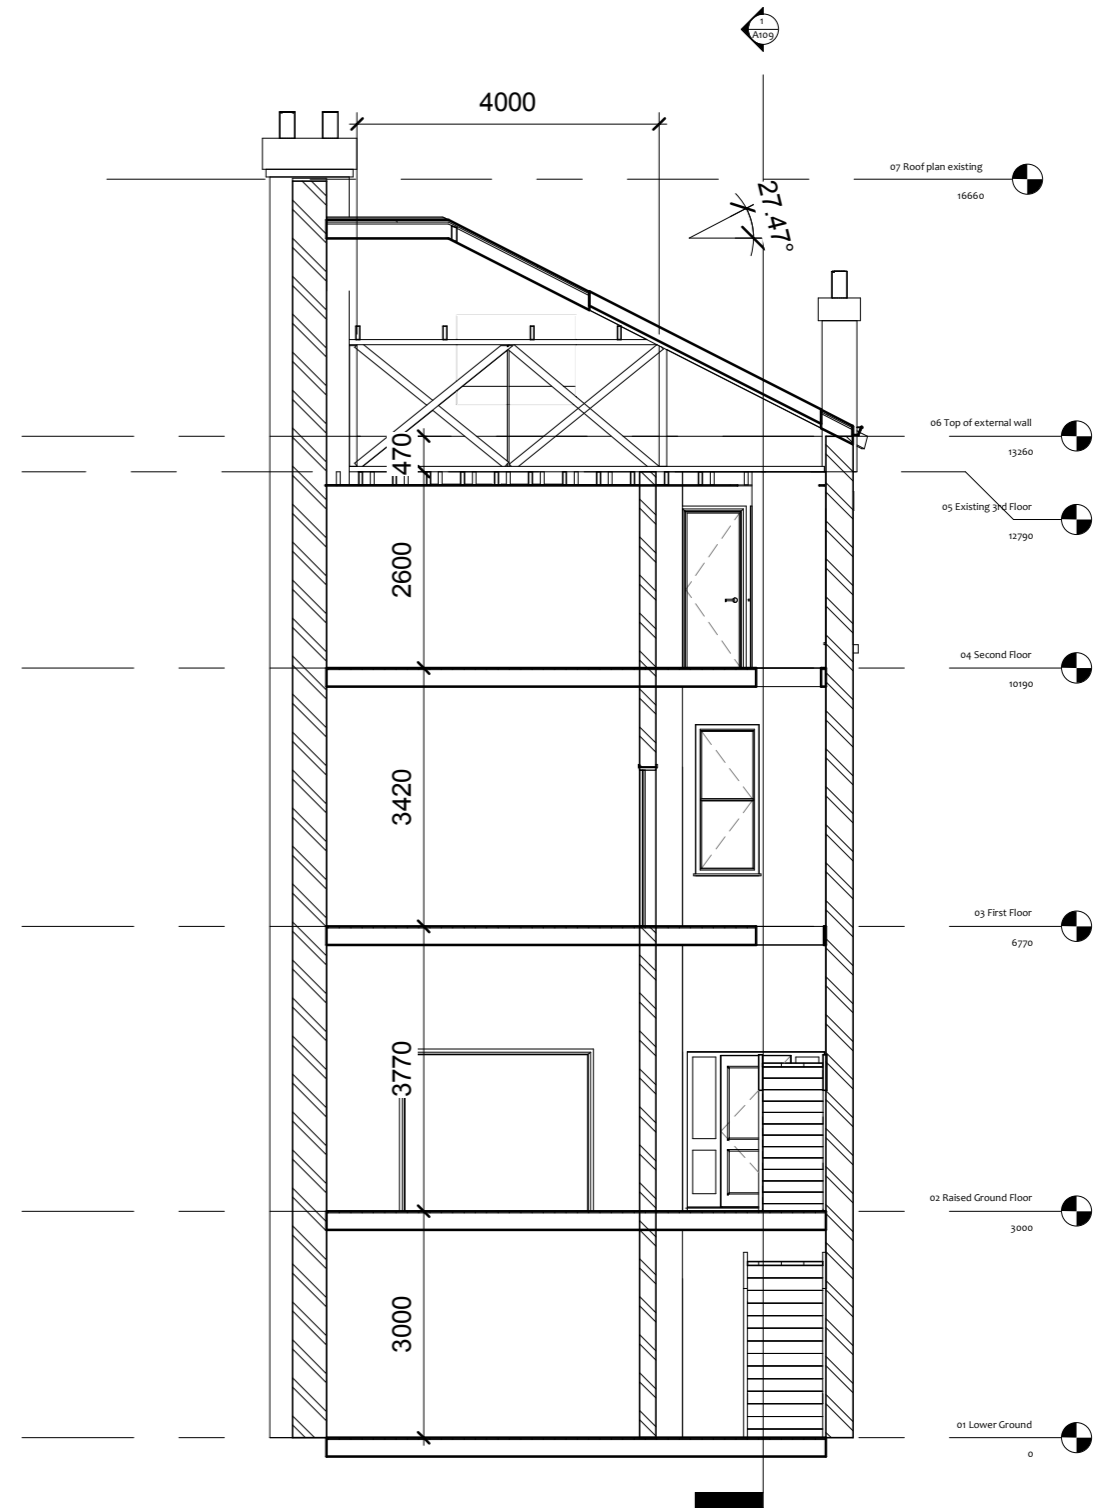 1
A109
4000
07 Roof plan existing
16660
27.47°
06 Top of external wall
13260
470
05 Existing 3rd Floor
12790
2600
04 Second Floor
10190
3420
03 First Floor
6770
3770
02 Raised Ground Floor
3000
3000
01 Lower Ground
0